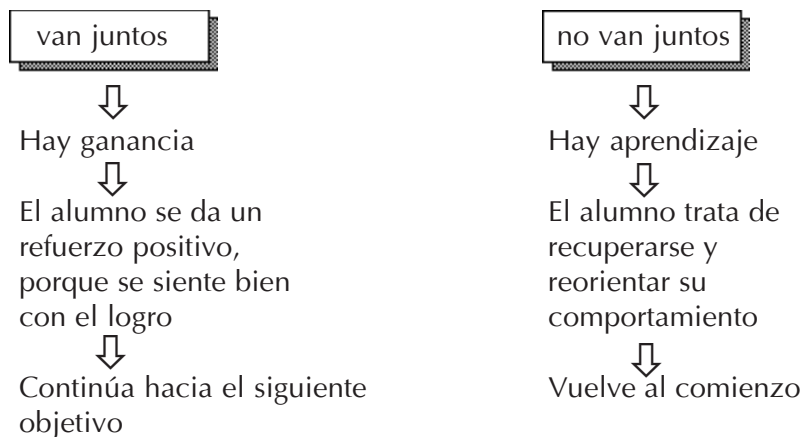 van juntos
Hay ganancia
El alumno se da un
refuerzo positivo,
porque se siente bien
con el logro
Continúa hacia el siguiente
objetivo
no van juntos
Hay aprendizaje
El alumno trata de
recuperarse y
reorientar su
comportamiento
Vuelve al comienzo